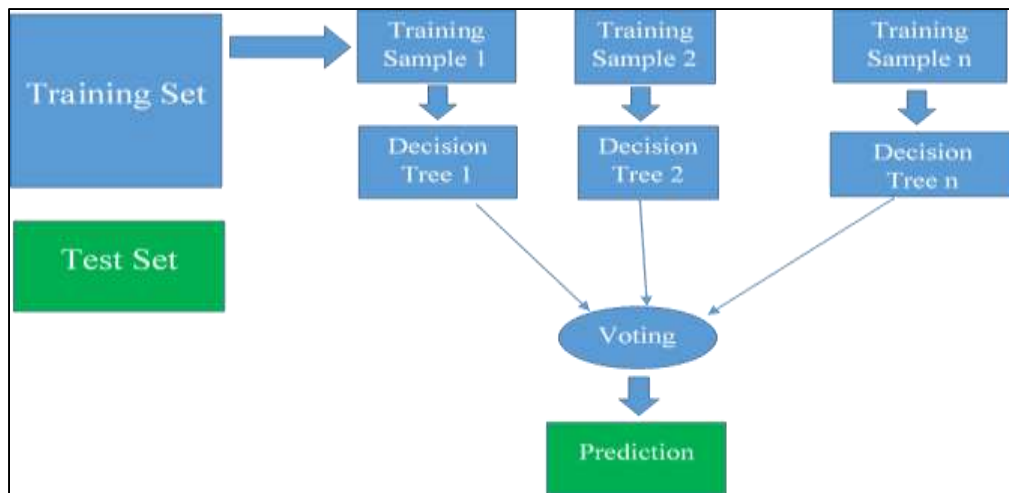 Training Set
Training
Sample 1
Training
Sample 2
Training
Sample n
Decision
Tree 1
Decision
Tree 2
Decision
Tree n
Test Set
Voting
Prediction